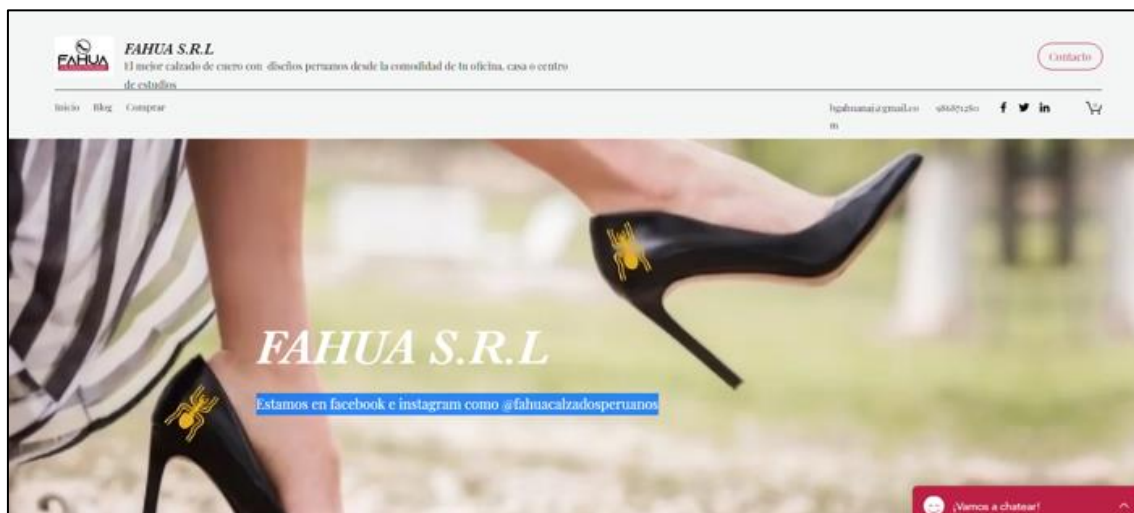 FAHUA
FAHUA S.R.L
El mejor calzado de cuero con diseños peruanos desde la comodidad de tu oficina, casa o centro
de estudios
Contacto
Inicio Blog Comprar
FAHUA S.R.L
Estamos en facebook e instagram como @fahuacalzadosperuanos
¡Vamos a chatear!